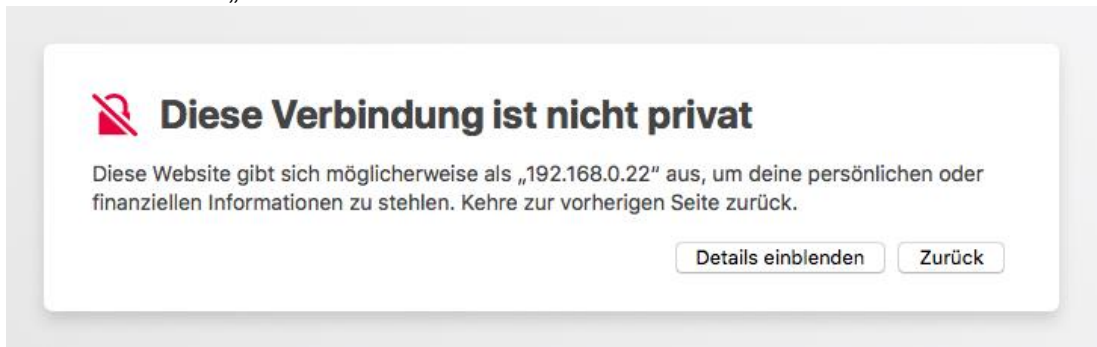 „
Diese Verbindung ist nicht privat
Diese Website gibt sich möglicherweise als „192.168.0.22“ aus, um deine persönlichen oder
finanziellen Informationen zu stehlen. Kehre zur vorherigen Seite zurück.
Details einblenden Zurück